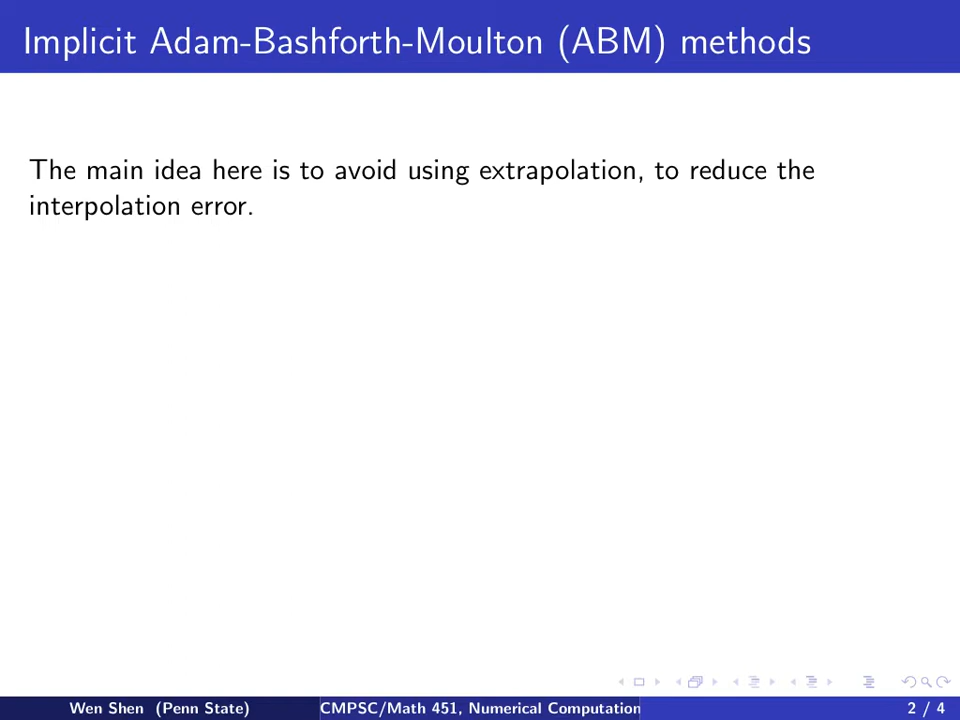 Implicit Adam-Bashforth-Moulton (ABM) methods
The main idea here is to avoid using extrapolation, to reduce the
interpolation error.
Wen Shen (Penn State) CMPSC/Math 451, Numerical Computation 2 / 4